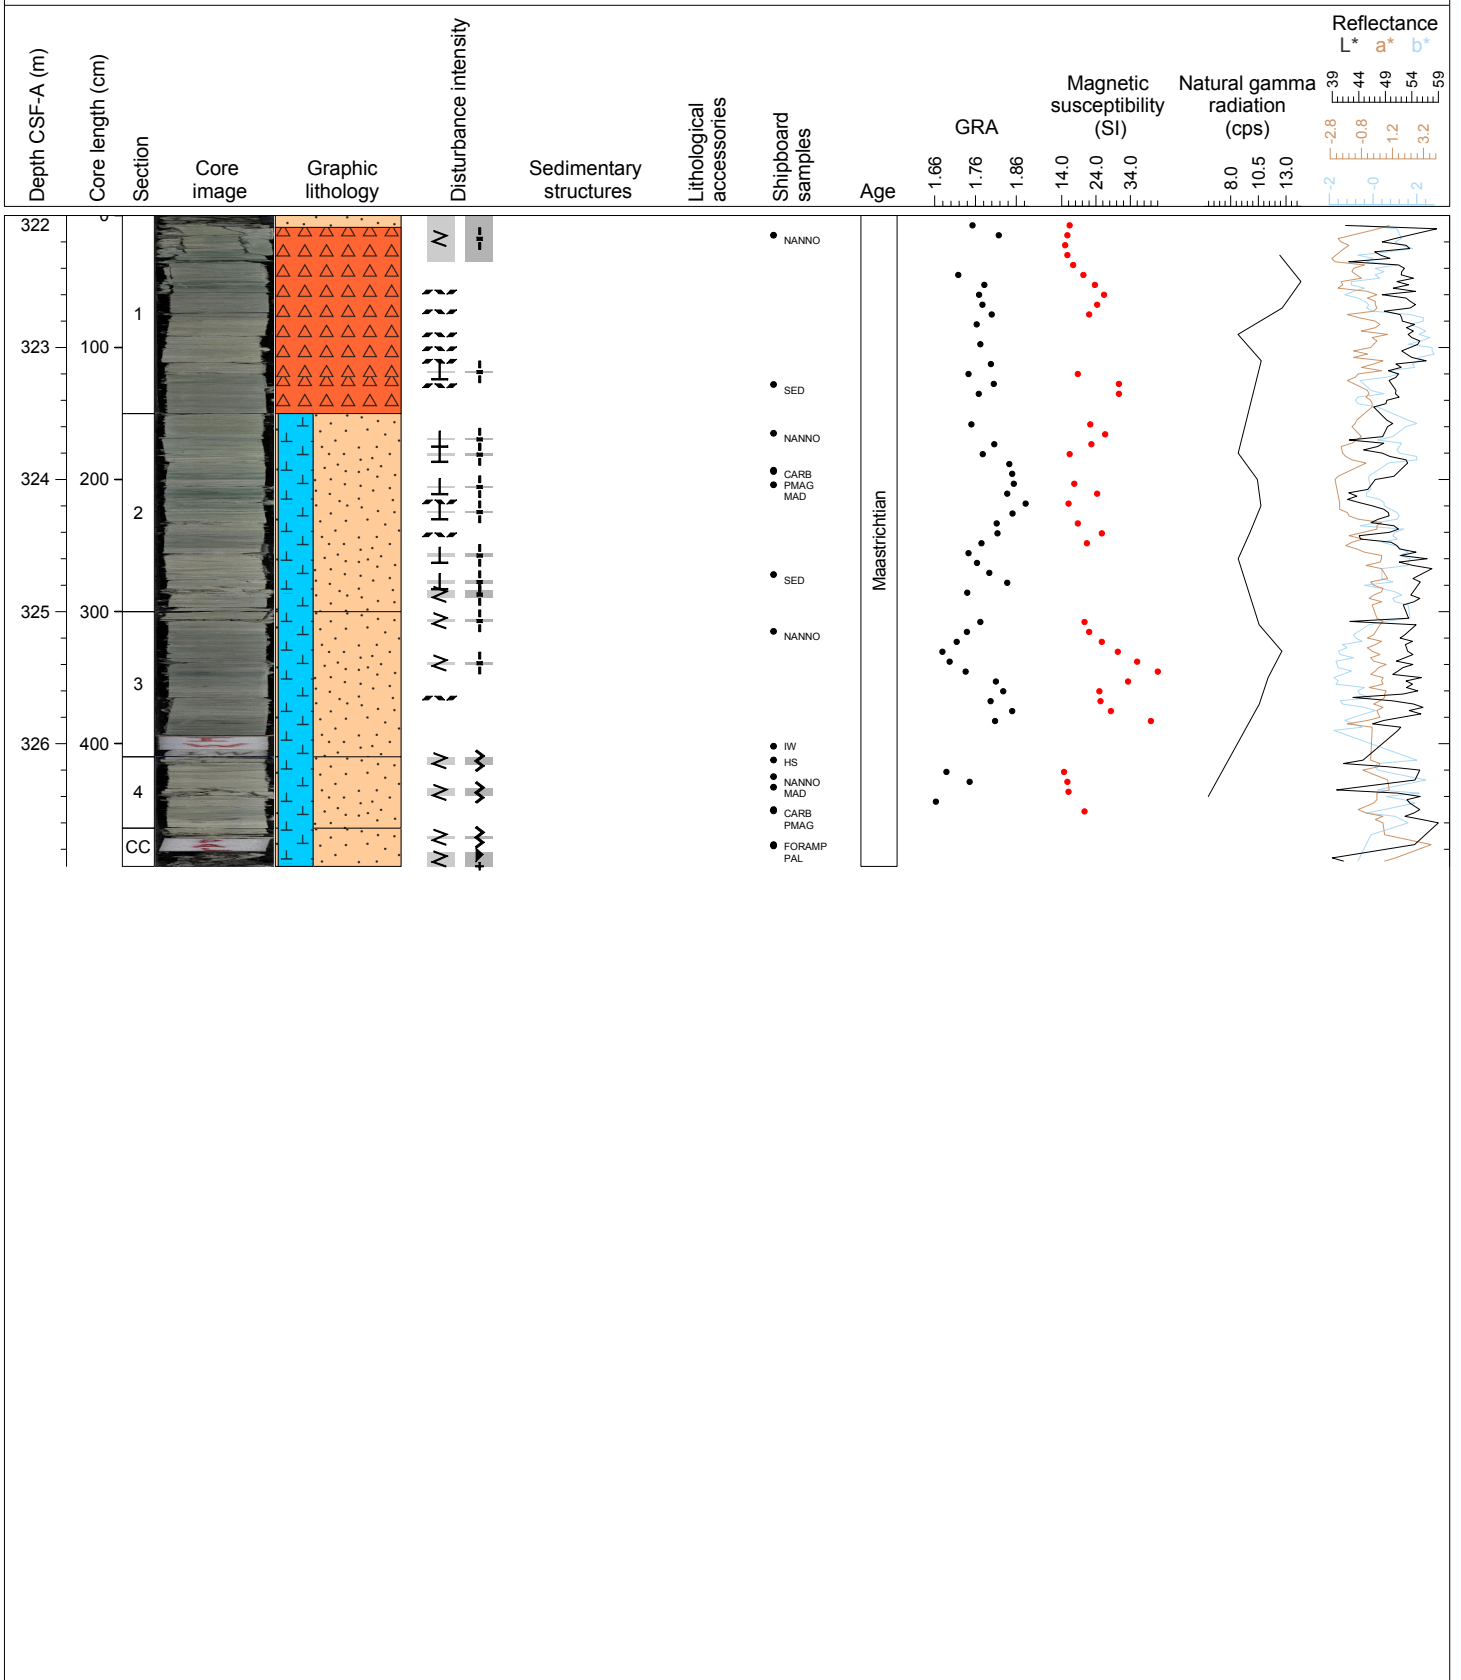 Depth CSF-A (m)
Core length (cm)
Section
Core
image
Graphic
lithology
Disturbance intensity
Sedimentary
structures
Lithological
accessories
Shipboard
samples
Age
GRA
1.66
1.76
1.86
Magnetic
susceptibility
(SI)
14.0
24.0
34.0
Natural gamma
radiation
(cps)
8.0
10.5
13.0
Reflectance
L* a* b*
39
44
49
54
59
-2.8
-0.8
1.2
3.2
-2
-0
2
322
323
324
325
326
0
100
200
300
400
1
2
3
4
CC
NANNO
SED
NANNO
CARB
PMAG
MAD
SED
NANNO
IW
HS
NANNO
MAD
CARB
PMAG
FORAMP
PAL
Maastrichtian